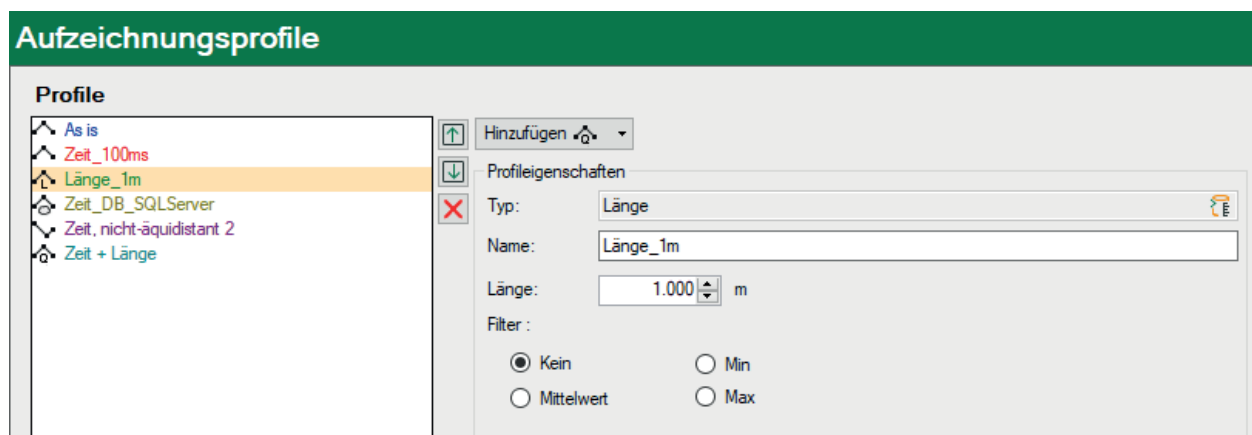 Aufzeichnungsprofile
Profile
As is
Zeit_100ms
Länge_1m
Zeit_DB_SQLServer
Zeit, nicht-äquidistant 2
Zeit + Länge
Hinzufügen
Profileigenschaften
Typ: Länge
Name: Länge_1m
Länge: 1.000 m
Filter :
Kein Min
Mittelwert Max